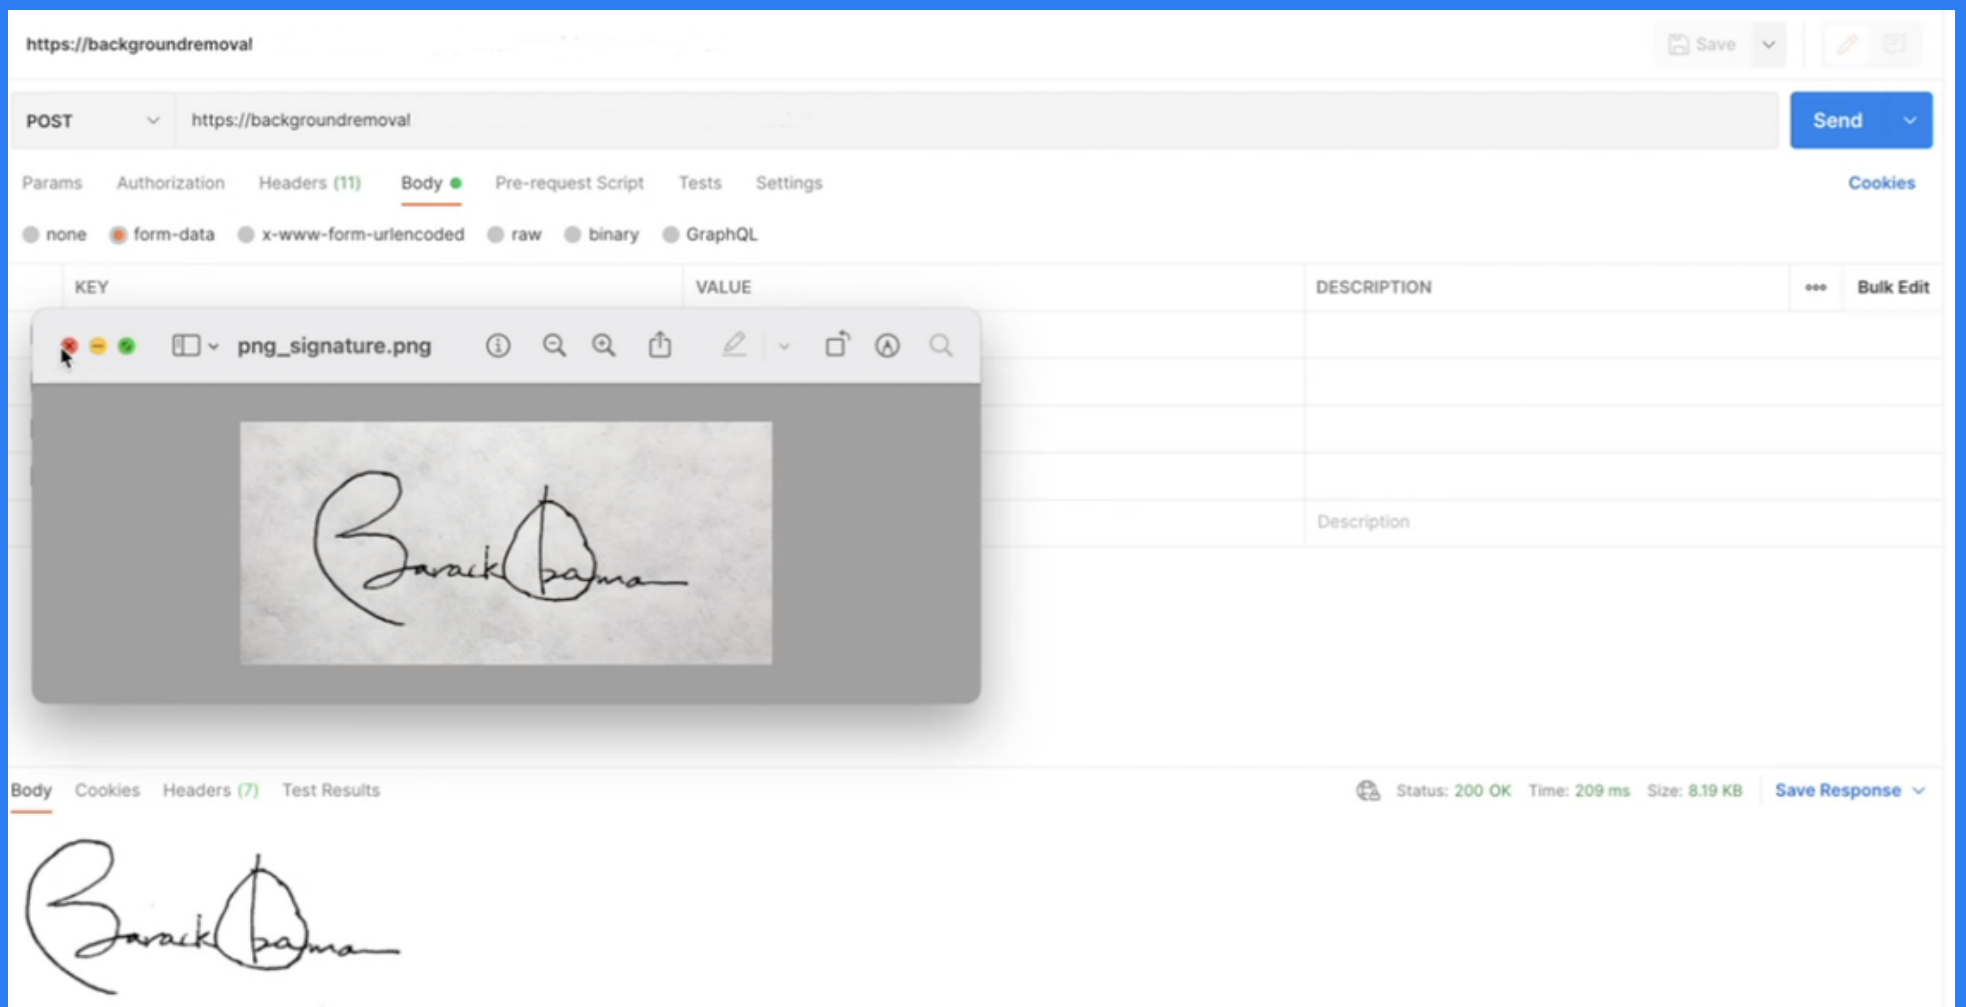 https://backgroundremoval
Save
POST
https://backgroundremoval
Send
Params Authorization Headers (11) Body Pre-request Script Tests Settings Cookies
none form-data x-www-form-urlencoded raw binary GraphQL
KEY VALUE DESCRIPTION Bulk Edit
png_signature.png
Barack Obama
Description
Body Cookies Headers (7) Test Results Status: 200 OK Time: 209 ms Size: 8.19 KB Save Response
Barack Obama